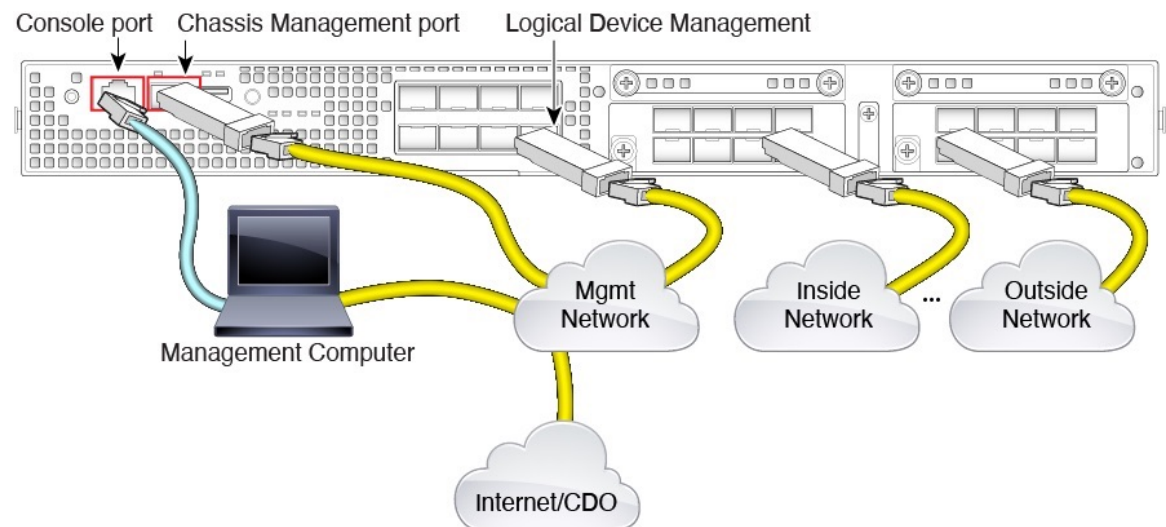 Console port
Chassis Management port
Logical Device Management
Mgmt
Network
Inside
Network
...
Outside
Network
Management Computer
Internet/CDO